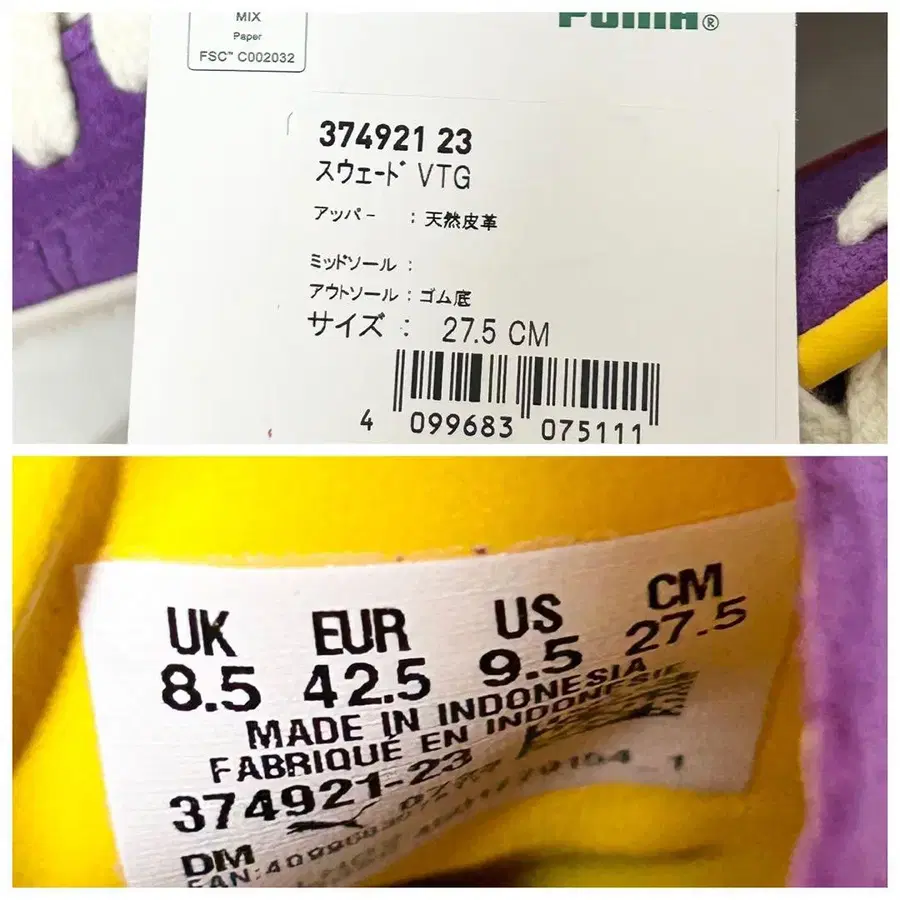 MIX
Paper
FSC™ C002032
PUMA®
374921 23
スウェード VTG
アッパー : 天然皮革
ミッドソール :
アウトソール : ゴム底
サイズ : 27.5 CM
4 099683 075111
UK EUR US CM
8.5 42.5 9.5 27.5
MADE IN INDONESIA
FABRIQUÉ EN INDONÉSIE
374921-23
DM
EAN: